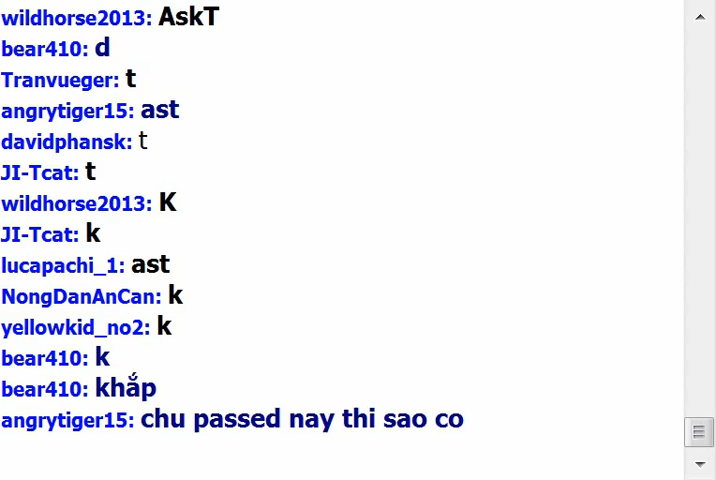 wildhorse2013: AskT
bear410: d
Tranvueger: t
angrytiger15: ast
davidphansk: t
JI-Tcat: t
wildhorse2013: K
JI-Tcat: k
lucapachi_1: ast
NongDanAnCan: k
yellowkid_no2: k
bear410: k
bear410: khắp
angrytiger15: chu passed nay thi sao co